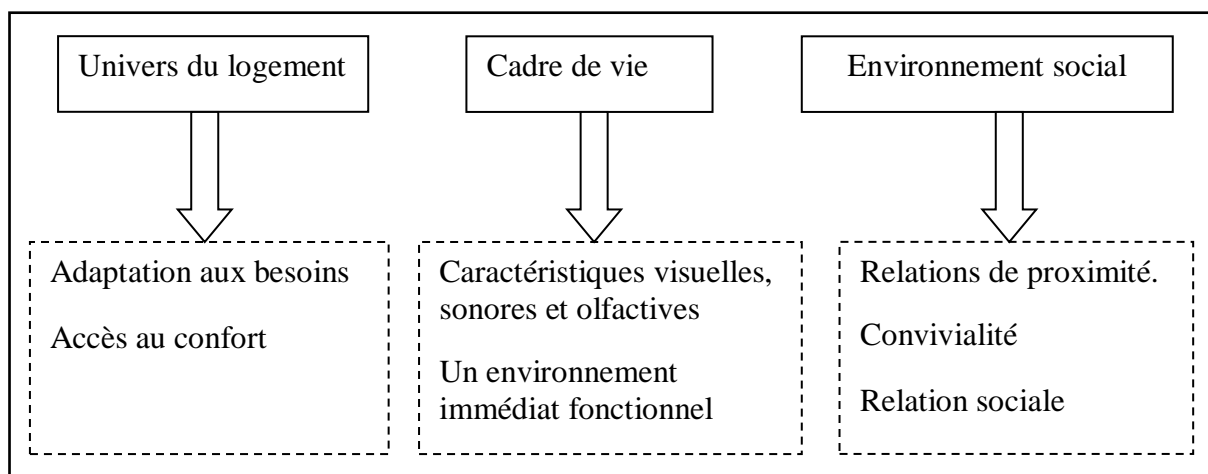 Univers du logement
Cadre de vie
Environnement social
Adaptation aux besoins
Accès au confort
Caractéristiques visuelles,
sonores et olfactives
Un environnement
immédiat fonctionnel
Relations de proximité.
Convivialité
Relation sociale